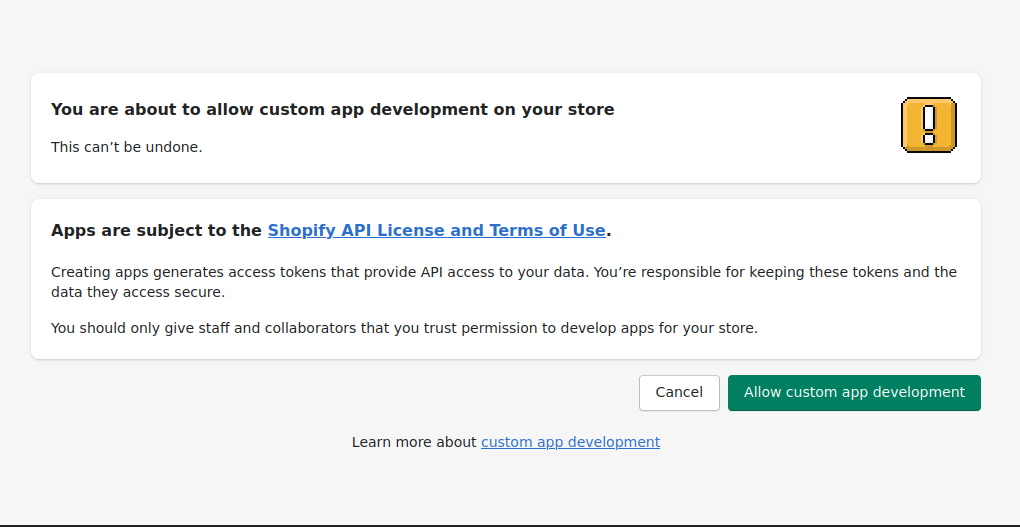 You are about to allow custom app development on your store
This can’t be undone.
Apps are subject to the Shopify API License and Terms of Use.
Creating apps generates access tokens that provide API access to your data. You’re responsible for keeping these tokens and the
data they access secure.
You should only give staff and collaborators that you trust permission to develop apps for your store.
Cancel
Allow custom app development
Learn more about custom app development